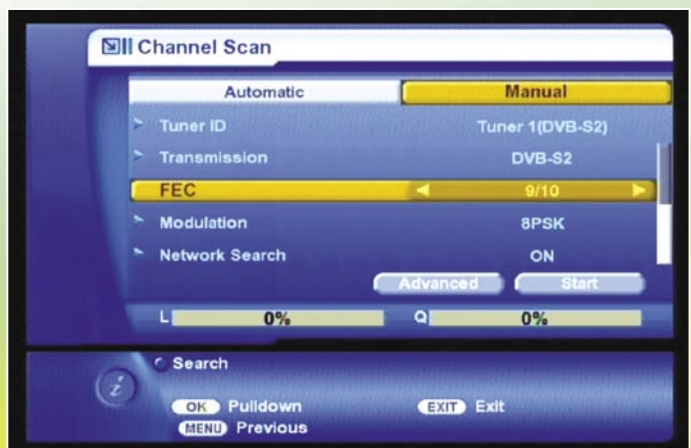 Channel Scan
Automatic Manual
Tuner ID Tuner 1(DVB-S2)
Transmission DVB-S2
FEC 9/10
Modulation 8PSK
Network Search ON
Advanced Start
L 0% Q 0%
Search
i
OK Pulldown EXIT Exit
MENU Previous